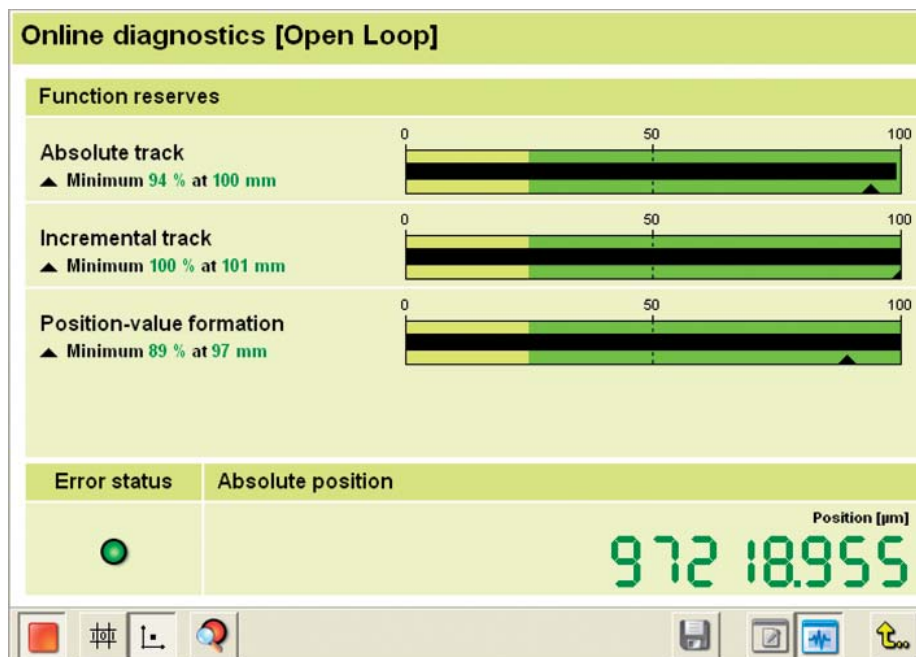 Online diagnostics [Open Loop]
Function reserves
0 50 100
Absolute track
Minimum 94 % at 100 mm
0 50 100
Incremental track
Minimum 100 % at 101 mm
0 50 100
Position-value formation
Minimum 89 % at 97 mm
Error status Absolute position
Position [µm]
97218.955